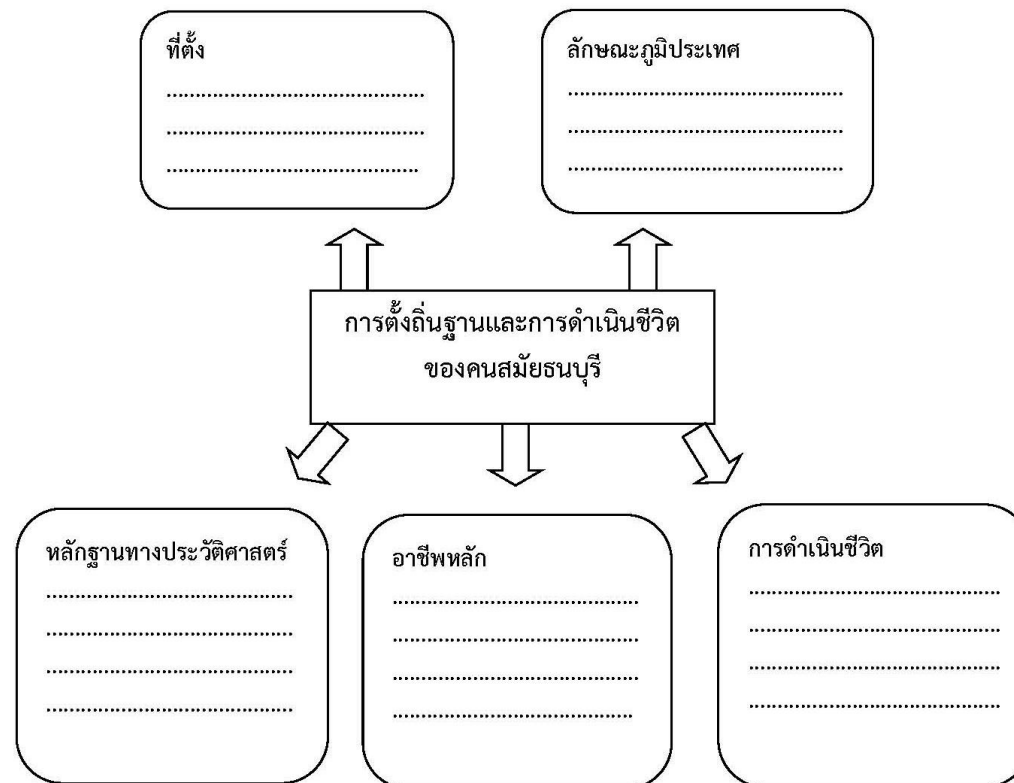 ที่ตั้ง
................................................
................................................
...............................................
ลักษณะภูมิประเทศ
...................................................
...................................................
...................................................
การตั้งถิ่นฐานและการดำเนินชีวิต
ของคนสมัยธนบุรี
หลักฐานทางประวัติศาสตร์
..............................................
..............................................
..............................................
..............................................
อาชีพหลัก
..............................................
..............................................
..............................................
.............................................
การดำเนินชีวิต
...............................................
...............................................
...............................................
...............................................